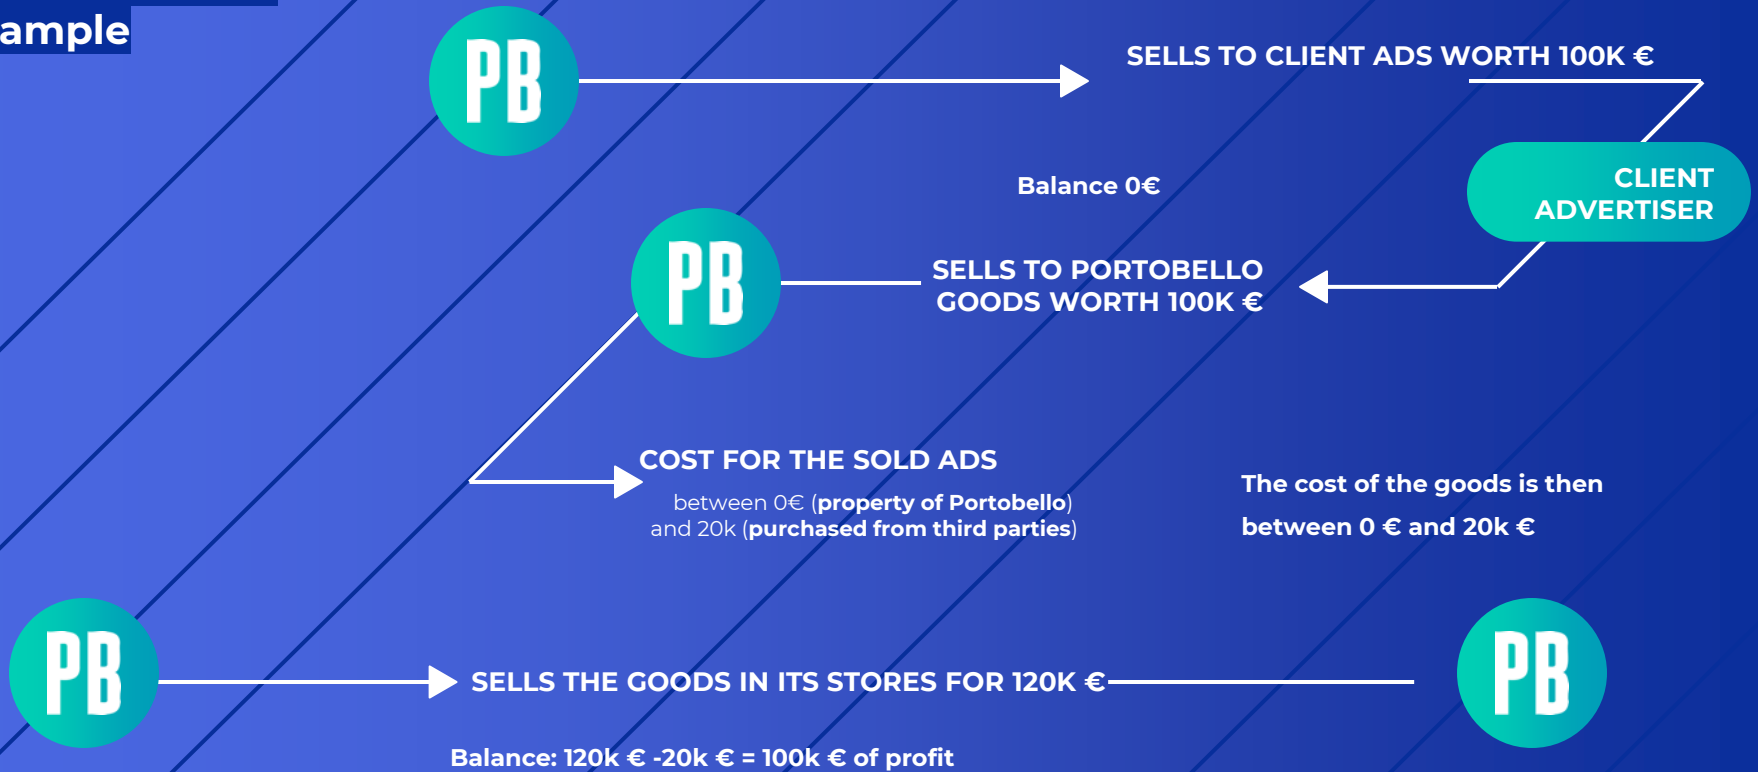 ample
PB
SELLS TO CLIENT ADS WORTH 100K €
CLIENT
ADVERTISER
Balance 0€
PB
SELLS TO PORTOBELLO
GOODS WORTH 100K €
COST FOR THE SOLD ADS
between 0€ (property of Portobello)
and 20k (purchased from third parties)
The cost of the goods is then
between 0 € and 20k €
PB
SELLS THE GOODS IN ITS STORES FOR 120K €
PB
Balance: 120k € -20k € = 100k € of profit